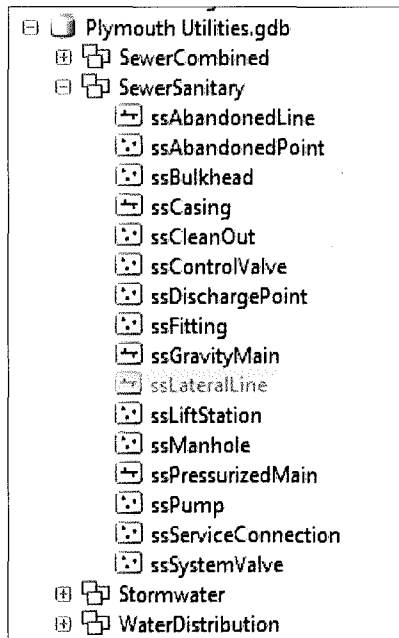 Plymouth Utilities.gdb
SewerCombined
SewerSanitary
ssAbandonedLine
ssAbandonedPoint
ssBulkhead
ssCasing
ssCleanOut
ssControlValve
ssDischargePoint
ssFitting
ssGravityMain
ssLateralLine
ssLiftStation
ssManhole
ssPressurizedMain
ssPump
ssServiceConnection
ssSystemValve
Stormwater
WaterDistribution